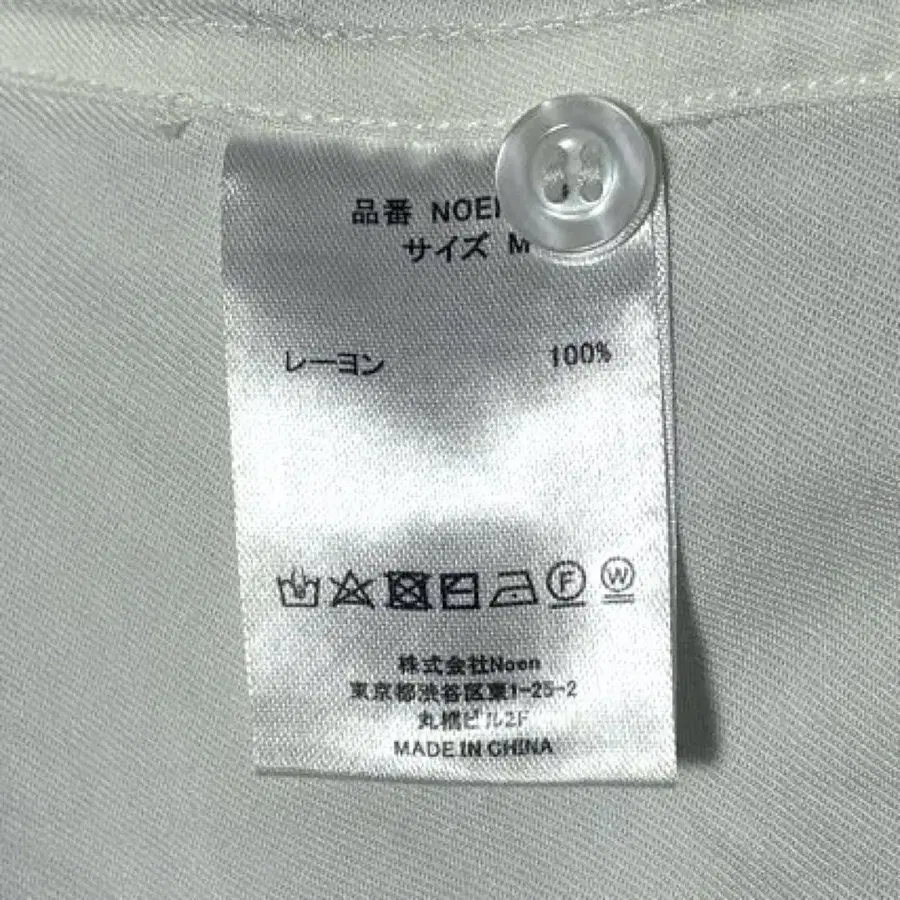 品番 NOE
サイズ M
レーヨン 100%
F W
株式会社Noen
東京都渋谷区東1-25-2
丸橋ビル2F
MADE IN CHINA